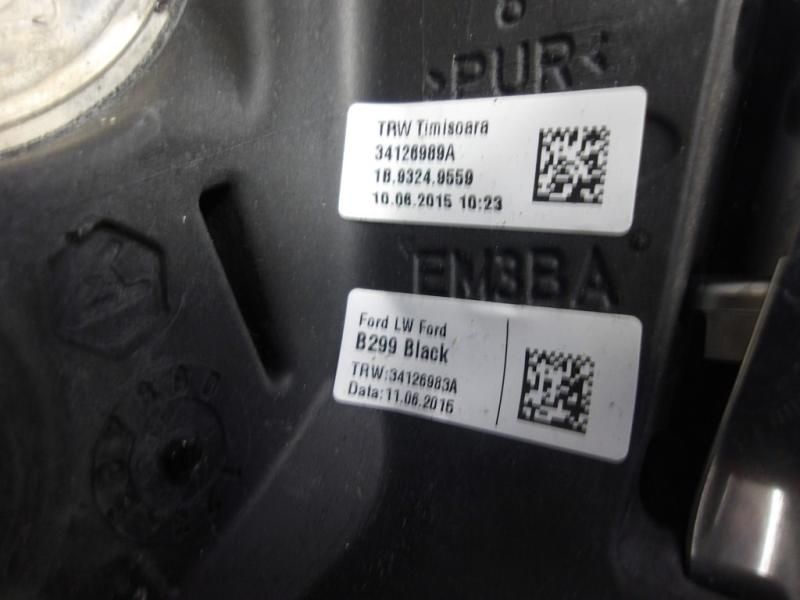 >PUR<
TRW Timisoara
34126989A
18.9324.9559
10.06.2015 10:23
EM3BA
Ford LW Ford
B299 Black
TRW:34126983A
Data:11.06.2015